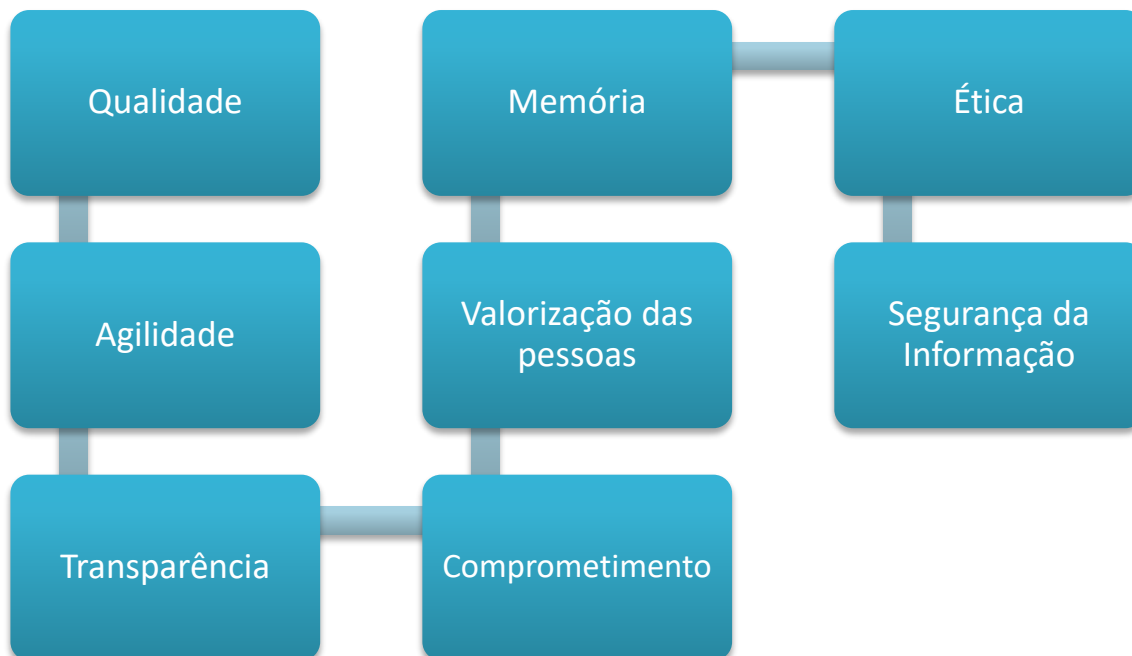 Qualidade
Agilidade
Transparência
Comprometimento
Valorização das
pessoas
Memória
Ética
Segurança da
Informação